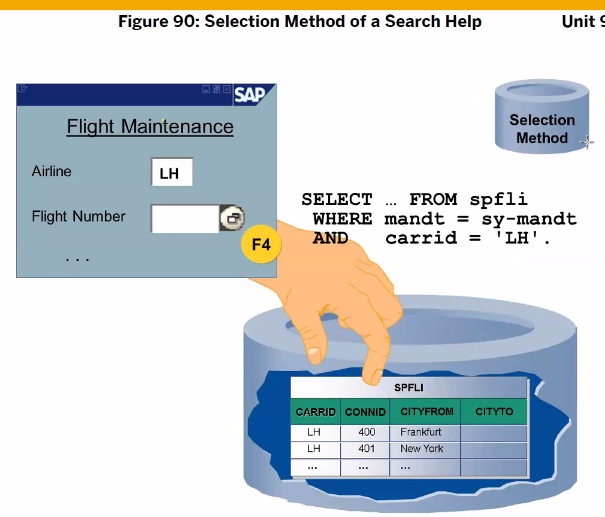 Figure 90: Selection Method of a Search Help
Unit 9
SAP
Flight Maintenance
Airline
LH
Flight Number
F4
. . .
Selection
Method
SELECT … FROM spfli
WHERE mandt = sy-mandt
AND carrid = 'LH'.
SPFLI
CARRID CONNID CITYFROM CITYTO
LH 400 Frankfurt
LH 401 New York
... ... ...